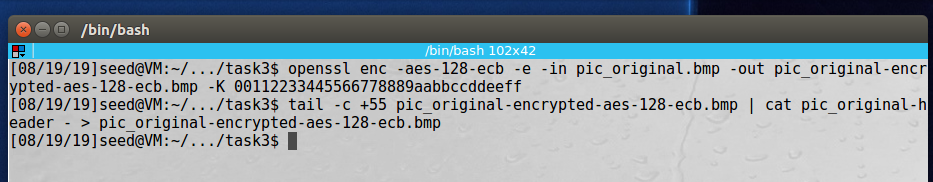 /bin/bash
/bin/bash 102x42
[08/19/19]seed@VM:~/.../task3$ openssl enc -aes-128-ecb -e -in pic_original.bmp -out pic_original-encr
ypted-aes-128-ecb.bmp -K 00112233445566778889aabbccddeeff
[08/19/19]seed@VM:~/.../task3$ tail -c +55 pic_original-encrypted-aes-128-ecb.bmp | cat pic_original-h
eader - > pic_original-encrypted-aes-128-ecb.bmp
[08/19/19]seed@VM:~/.../task3$